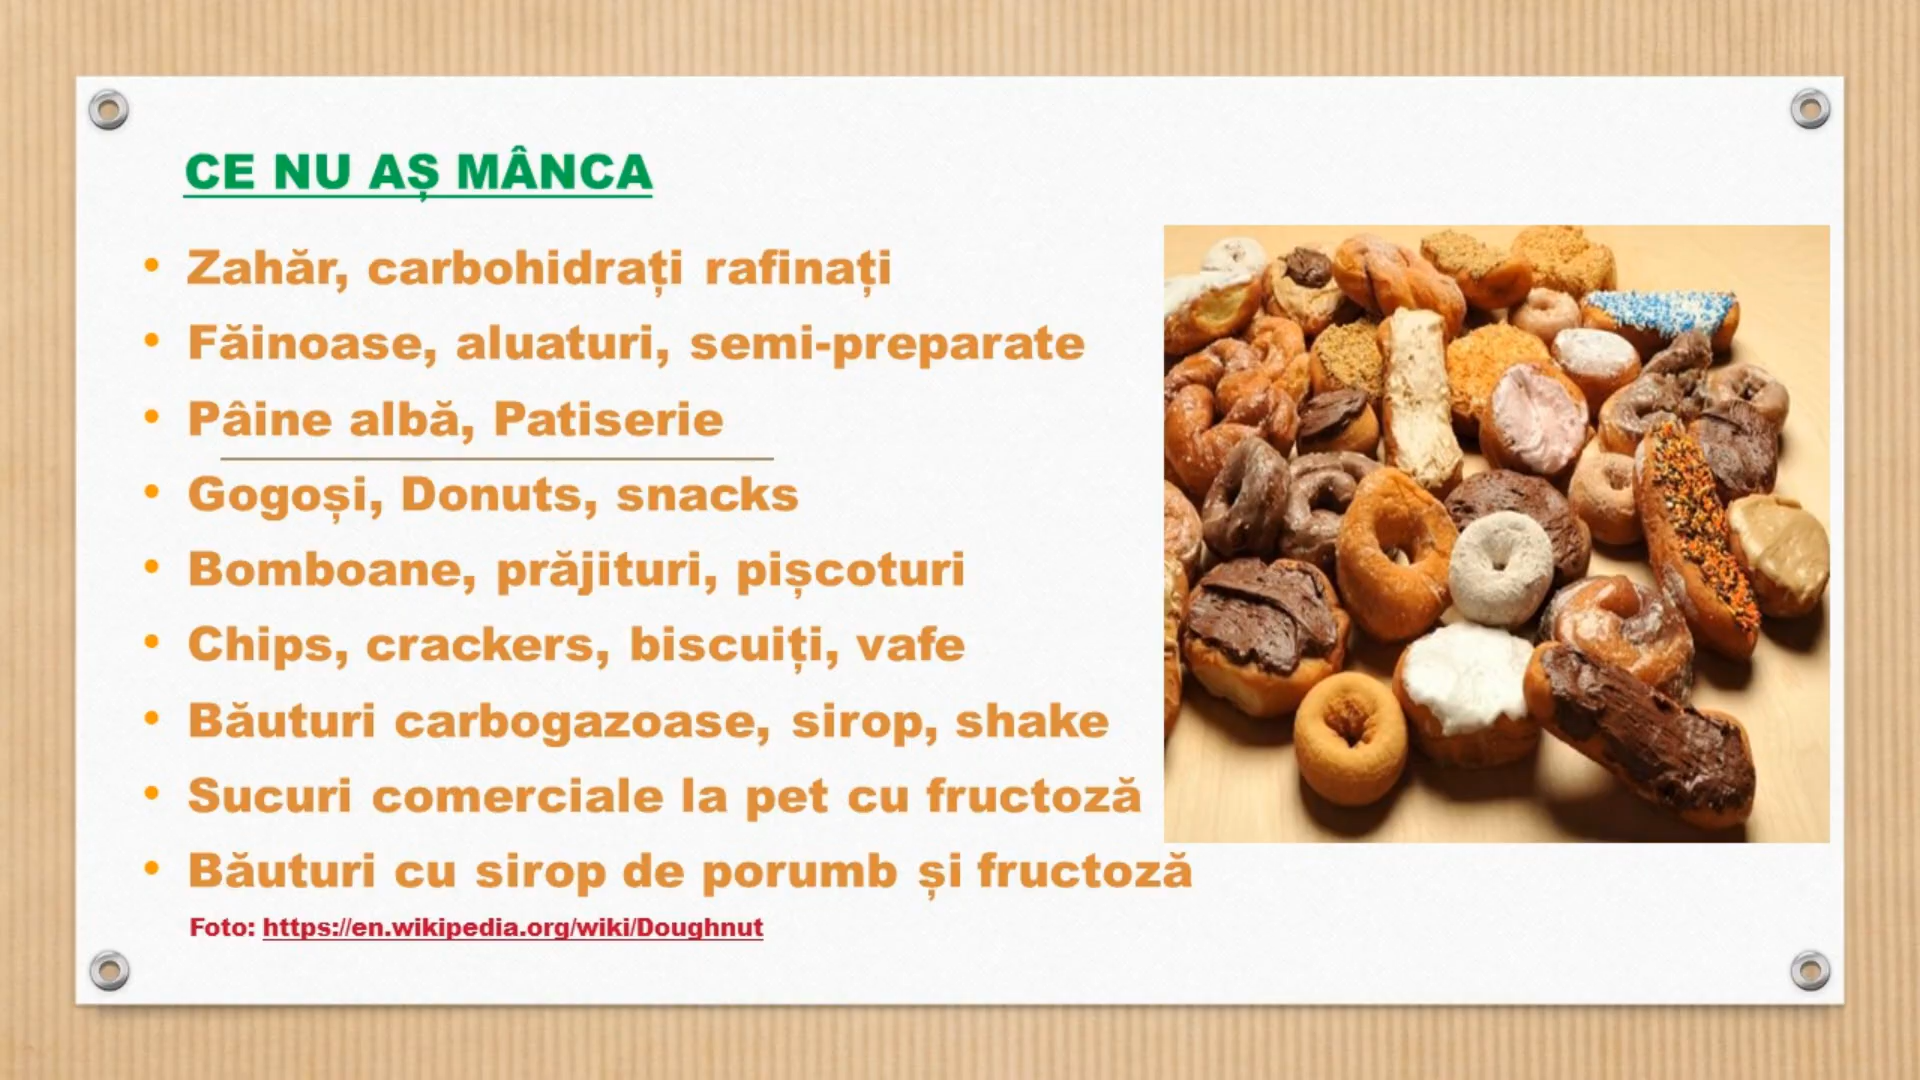 CE NU AȘ MÂNCA
• Zahăr, carbohidrați rafinați
• Făinoase, aluaturi, semi-preparate
• Pâine albă, Patiserie
• Gogoși, Donuts, snacks
• Bomboane, prăjituri, pișcoturi
• Chips, crackers, biscuiți, vafe
• Băuturi carbogazoase, sirop, shake
• Sucuri comerciale la pet cu fructoză
• Băuturi cu sirop de porumb și fructoză
Foto: https://en.wikipedia.org/wiki/Doughnut